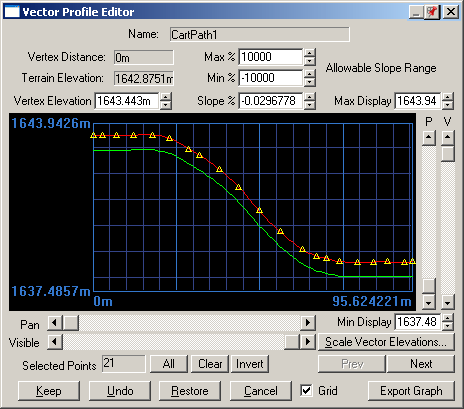 Vector Profile Editor
Name: CartPath1
Vertex Distance: 0m Max % 10000
Terrain Elevation: 1642.8751m Min % -10000 Allowable Slope Range
Vertex Elevation 1643.443m Slope % -0.0296778 Max Display 1643.94
P V
1643.9426m
1637.4857m
0m 95.624221m
Pan Min Display 1637.48
Visible Scale Vector Elevations...
Selected Points 21 All Clear Invert Prev Next
Keep Undo Restore Cancel Grid Export Graph